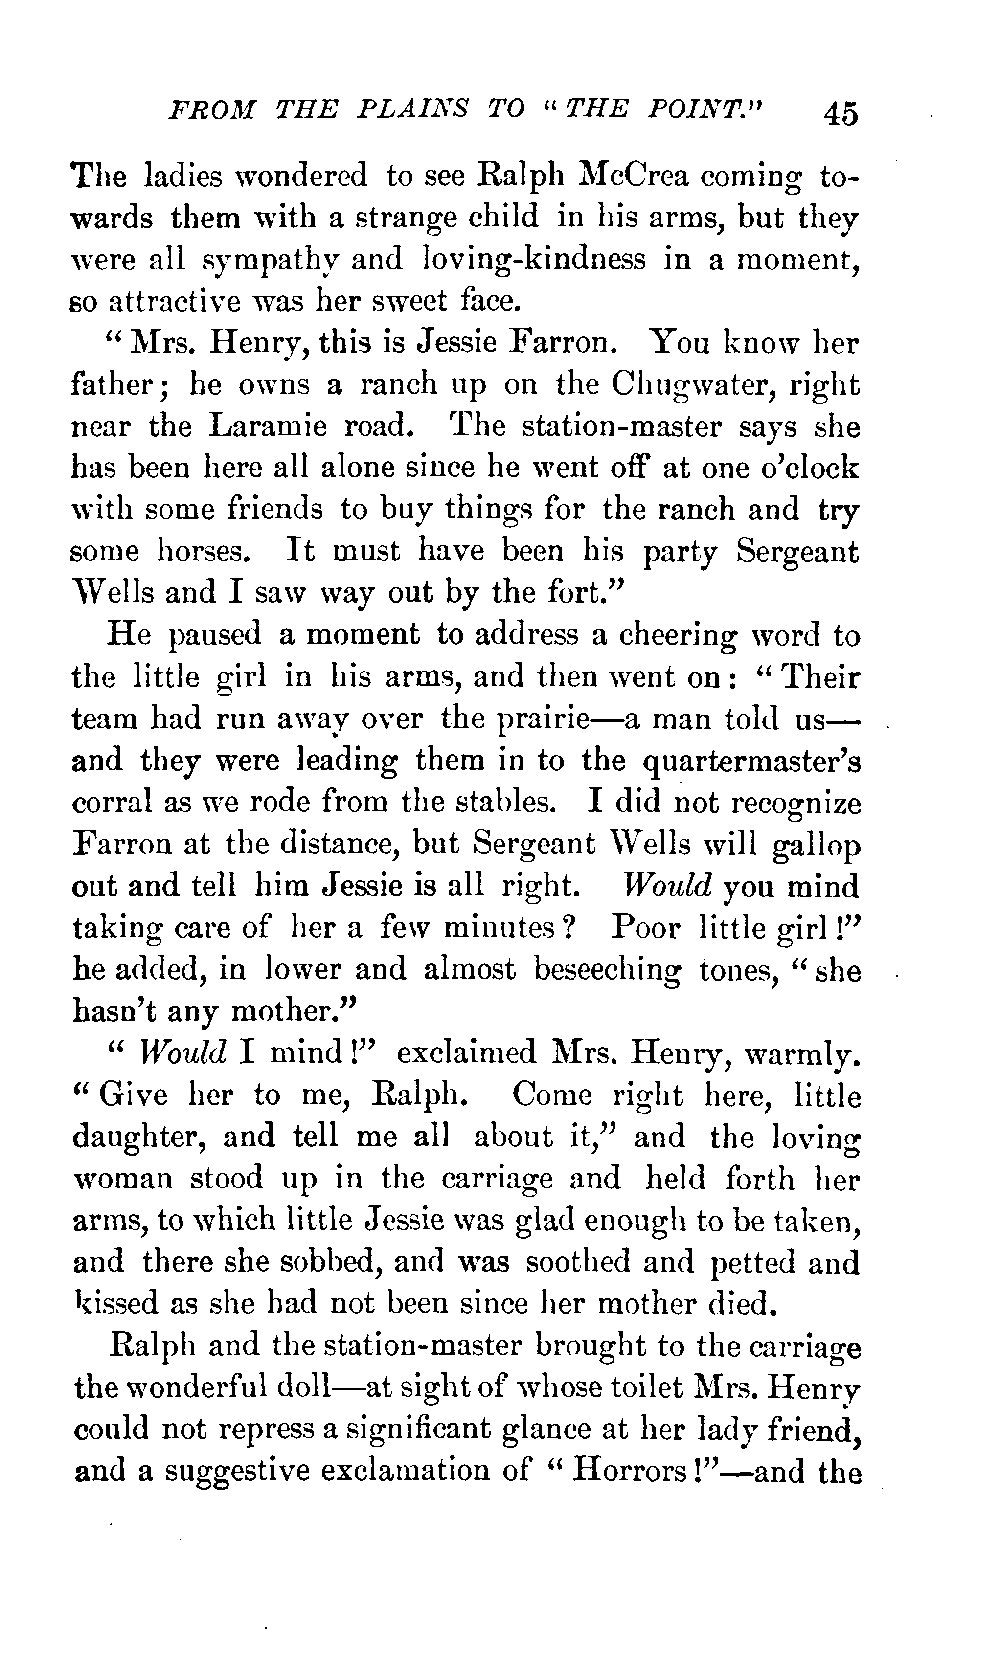 FROM THE PLAINS TO "THE POINT." 45
The ladies wondered to see Ralph McCrea coming to-
wards them with a strange child in his arms, but they
were all sympathy and loving-kindness in a moment,
so attractive was her sweet face.
"Mrs. Henry, this is Jessie Farron. You know her
father; he owns a ranch up on the Chugwater, right
near the Laramie road. The station-master says she
has been here all alone since he went off at one o'clock
with some friends to buy things for the ranch and try
some horses. It must have been his party Sergeant
Wells and I saw way out by the fort."
He paused a moment to address a cheering word to
the little girl in his arms, and then went on: "Their
team had run away over the prairie—a man told us—
and they were leading them in to the quartermaster's
corral as we rode from the stables. I did not recognize
Farron at the distance, but Sergeant Wells will gallop
out and tell him Jessie is all right. Would you mind
taking care of her a few minutes? Poor little girl!"
he added, in lower and almost beseeching tones, "she
hasn't any mother."
"Would I mind!" exclaimed Mrs. Henry, warmly.
"Give her to me, Ralph. Come right here, little
daughter, and tell me all about it," and the loving
woman stood up in the carriage and held forth her
arms, to which little Jessie was glad enough to be taken,
and there she sobbed, and was soothed and petted and
kissed as she had not been since her mother died.
Ralph and the station-master brought to the carriage
the wonderful doll—at sight of whose toilet Mrs. Henry
could not repress a significant glance at her lady friend,
and a suggestive exclamation of "Horrors!"—and the